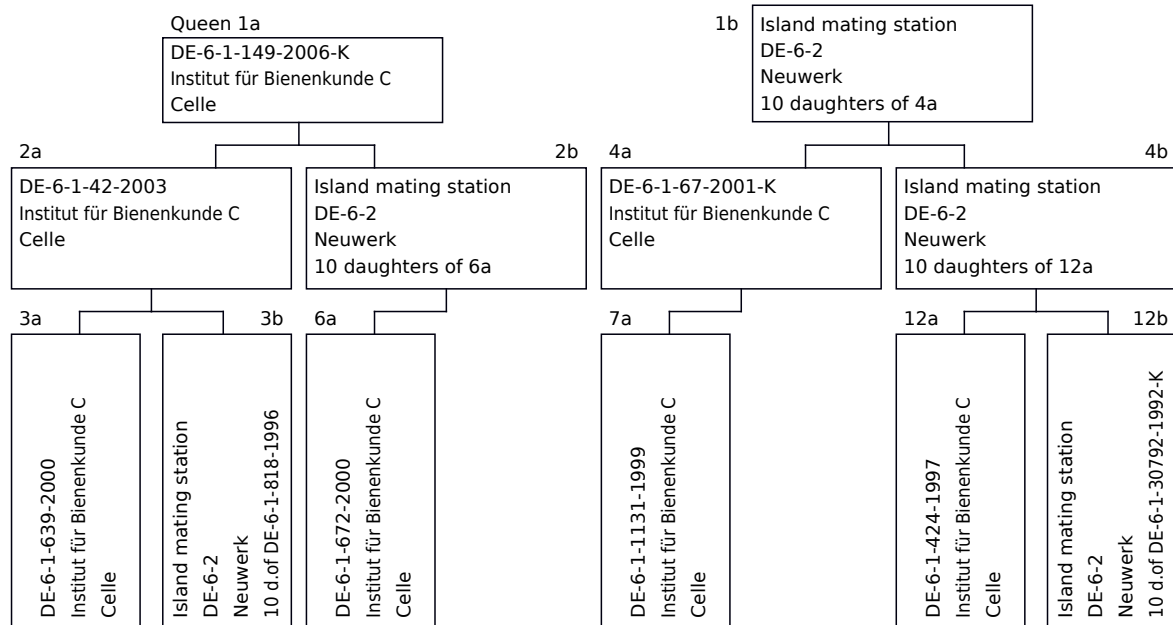 Queen 1a
DE-6-1-149-2006-K
Institut für Bienenkunde C
Celle
1b
Island mating station
DE-6-2
Neuwerk
10 daughters of 4a
2a
DE-6-1-42-2003
Institut für Bienenkunde C
Celle
2b
Island mating station
DE-6-2
Neuwerk
10 daughters of 6a
4a
DE-6-1-67-2001-K
Institut für Bienenkunde C
Celle
4b
Island mating station
DE-6-2
Neuwerk
10 daughters of 12a
3a
DE-6-1-639-2000
Institut für Bienenkunde C
Celle
3b
Island mating station
DE-6-2
Neuwerk
10 d.of DE-6-1-818-1996
6a
DE-6-1-672-2000
Institut für Bienenkunde C
Celle
7a
DE-6-1-1131-1999
Institut für Bienenkunde C
Celle
12a
DE-6-1-424-1997
Institut für Bienenkunde C
Celle
12b
Island mating station
DE-6-2
Neuwerk
10 d.of DE-6-1-30792-1992-K